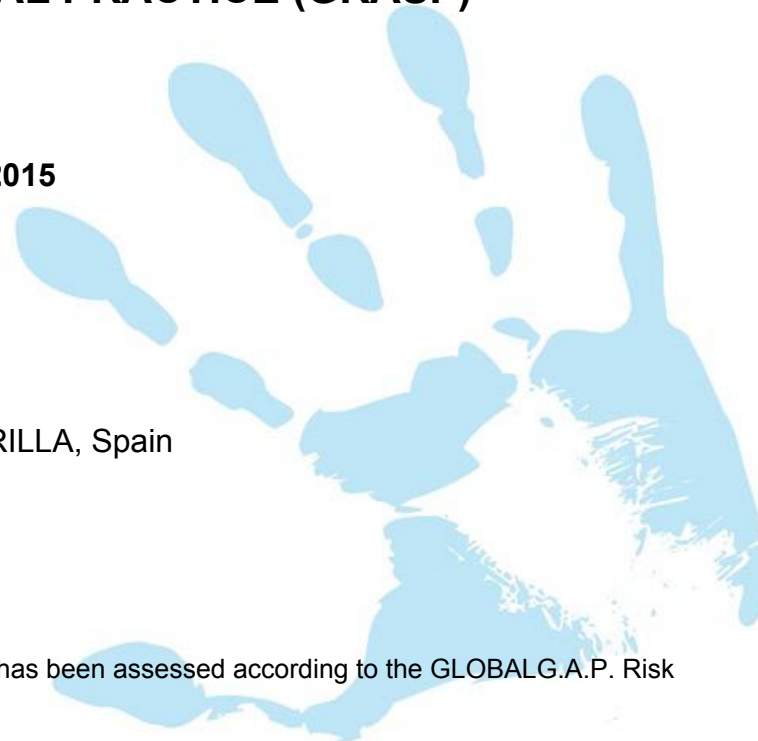 AL PRACTICE (GRASP)
2015
RILLA, Spain
has been assessed according to the GLOBALG.A.P. Risk